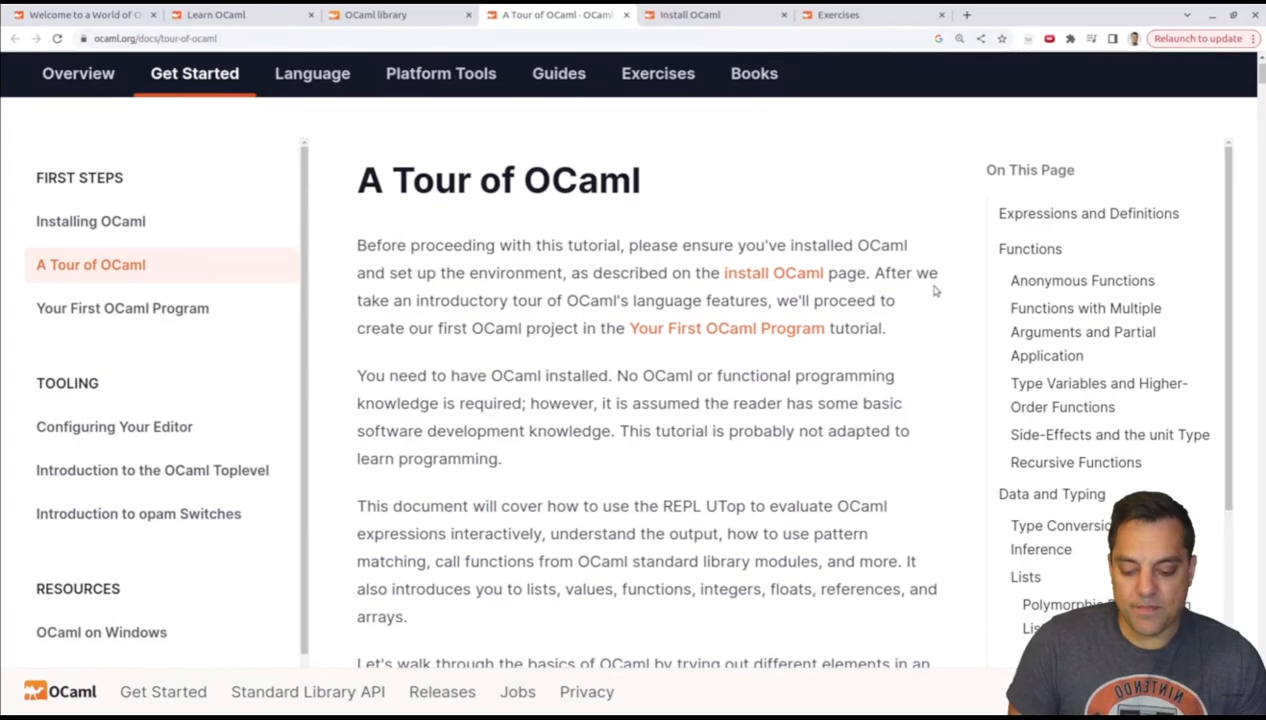 Welcome to a World of O
Learn OCaml
OCaml library
A Tour of OCaml · OCaml
Install OCaml
Exercises
ocaml.org/docs/tour-of-ocaml
Relaunch to update
Overview
Get Started
Language
Platform Tools
Guides
Exercises
Books
FIRST STEPS
Installing OCaml
A Tour of OCaml
Your First OCaml Program
TOOLING
Configuring Your Editor
Introduction to the OCaml Toplevel
Introduction to opam Switches
RESOURCES
OCaml on Windows
A Tour of OCaml
Before proceeding with this tutorial, please ensure you've installed OCaml
and set up the environment, as described on the install OCaml page. After we
take an introductory tour of OCaml's language features, we'll proceed to
create our first OCaml project in the Your First OCaml Program tutorial.
You need to have OCaml installed. No OCaml or functional programming
knowledge is required; however, it is assumed the reader has some basic
software development knowledge. This tutorial is probably not adapted to
learn programming.
This document will cover how to use the REPL UTop to evaluate OCaml
expressions interactively, understand the output, how to use pattern
matching, call functions from OCaml standard library modules, and more. It
also introduces you to lists, values, functions, integers, floats, references, and
arrays.
Let's walk through the basics of OCaml by trying out different elements in an
On This Page
Expressions and Definitions
Functions
Anonymous Functions
Functions with Multiple
Arguments and Partial
Application
Type Variables and Higher-
Order Functions
Side-Effects and the unit Type
Recursive Functions
Data and Typing
Type
Inference
Lists
OCaml
Get Started
Standard Library API
Releases
Jobs
Privacy
NINTENDO